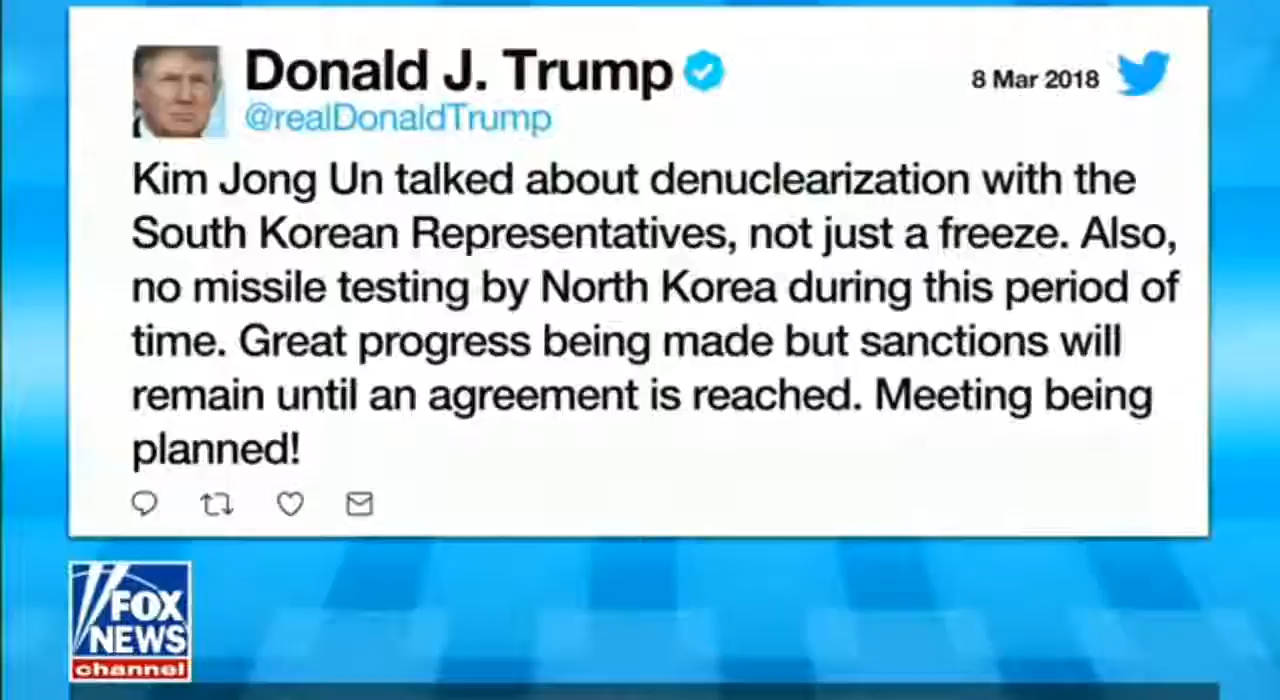 Donald J. Trump
8 Mar 2018
@realDonaldTrump
Kim Jong Un talked about denuclearization with the
South Korean Representatives, not just a freeze. Also,
no missile testing by North Korea during this period of
time. Great progress being made but sanctions will
remain until an agreement is reached. Meeting being
planned!
FOX
NEWS
channel